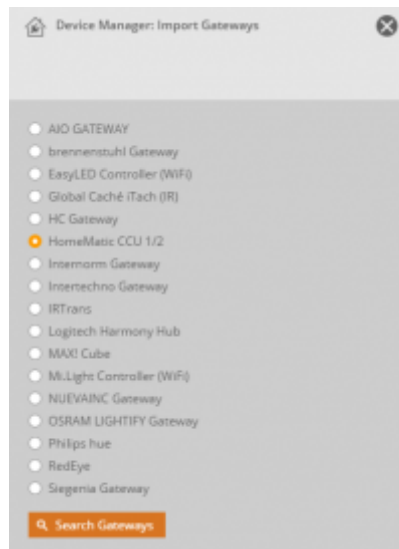 Device Manager: Import Gateways
AIO GATEWAY
brennenstuhl Gateway
EasyLED Controller (WiFi)
Global Caché iTach (IR)
HC Gateway
HomeMatic CCU 1/2
Internorm Gateway
Intertechno Gateway
IRTrans
Logitech Harmony Hub
MAX! Cube
Mi.Light Controller (WiFi)
NUEVAINC Gateway
OSRAM LIGHTIFY Gateway
Philips hue
RedEye
Siegenia Gateway
Search Gateways